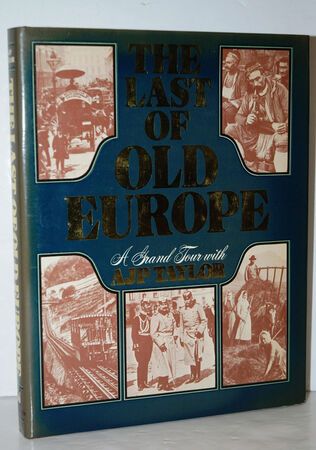 THE
LAST
OF
OLD
EUROPE
A Grand Tour with
AJP TAYLOR